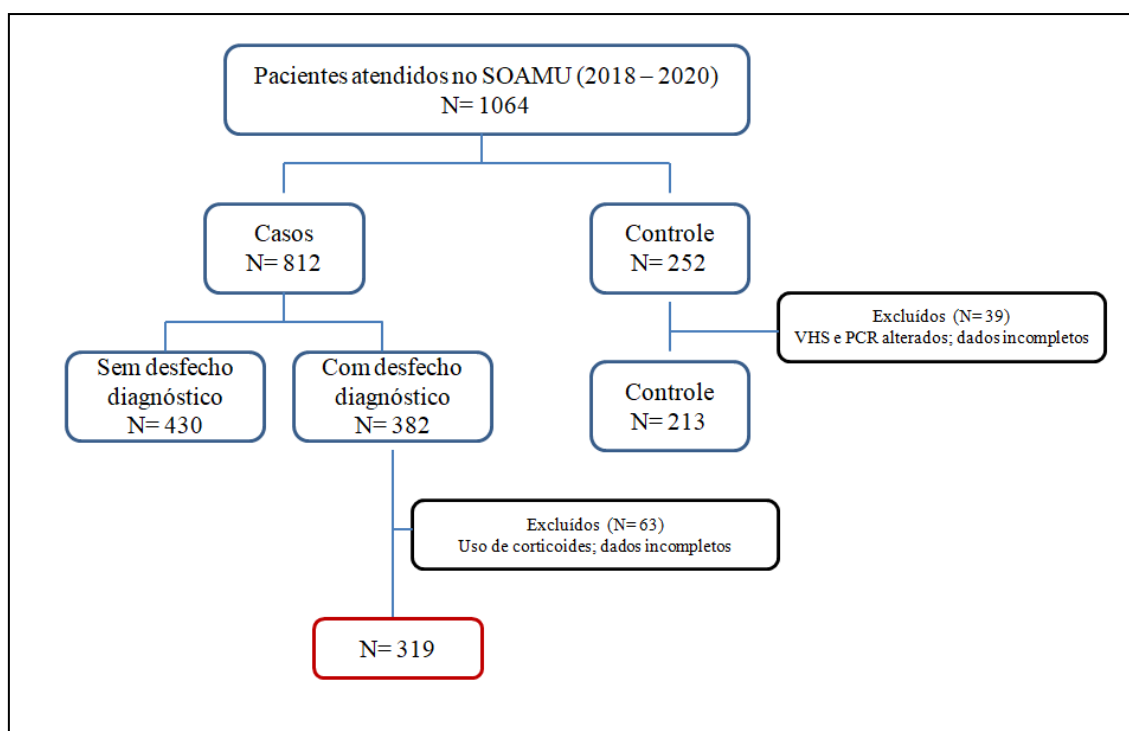 Pacientes atendidos no SOAMU (2018 – 2020)
N= 1064
Casos
N= 812
Controle
N= 252
Excluídos (N= 39)
VHS e PCR alterados; dados incompletos
Sem desfecho
diagnóstico
N= 430
Com desfecho
diagnóstico
N= 382
Controle
N= 213
Excluídos (N= 63)
Uso de corticoides; dados incompletos
N= 319